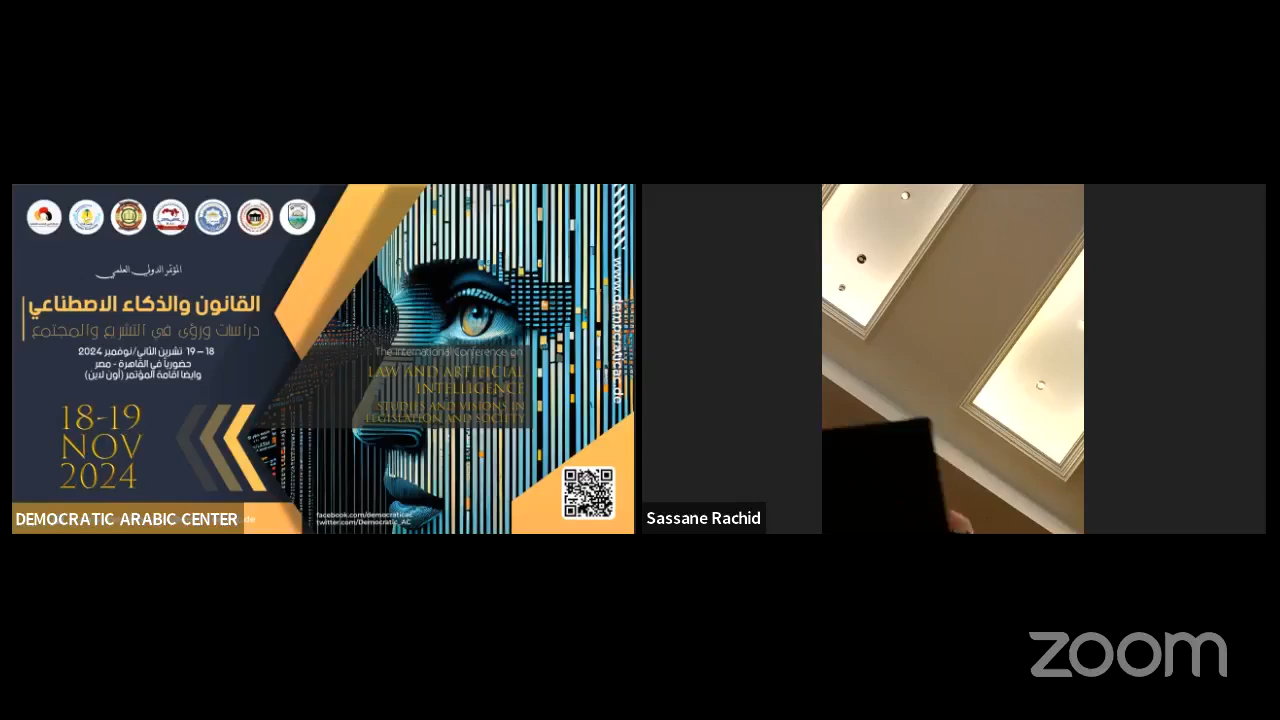 المؤتمر الدولي العلمي
القانون والذكاء الاصطناعي
دراسات ورؤى في التشريع والمجتمع
18 – 19 تشرين الثاني/نوفمبر 2024
حضوريا في القاهرة - مصر
وايضا اقامة المؤتمر (أون لاين)
18-19
NOV
2024
The International Conference on
LAW AND ARTIFICIAL
INTELLIGENCE
STUDIES AND VISIONS IN
LEGISLATION AND SOCIETY
www.democraticac.de
facebook.com/democraticac
twitter.com/Democratic_AC
DEMOCRATIC ARABIC CENTER
Sassane Rachid
zoom